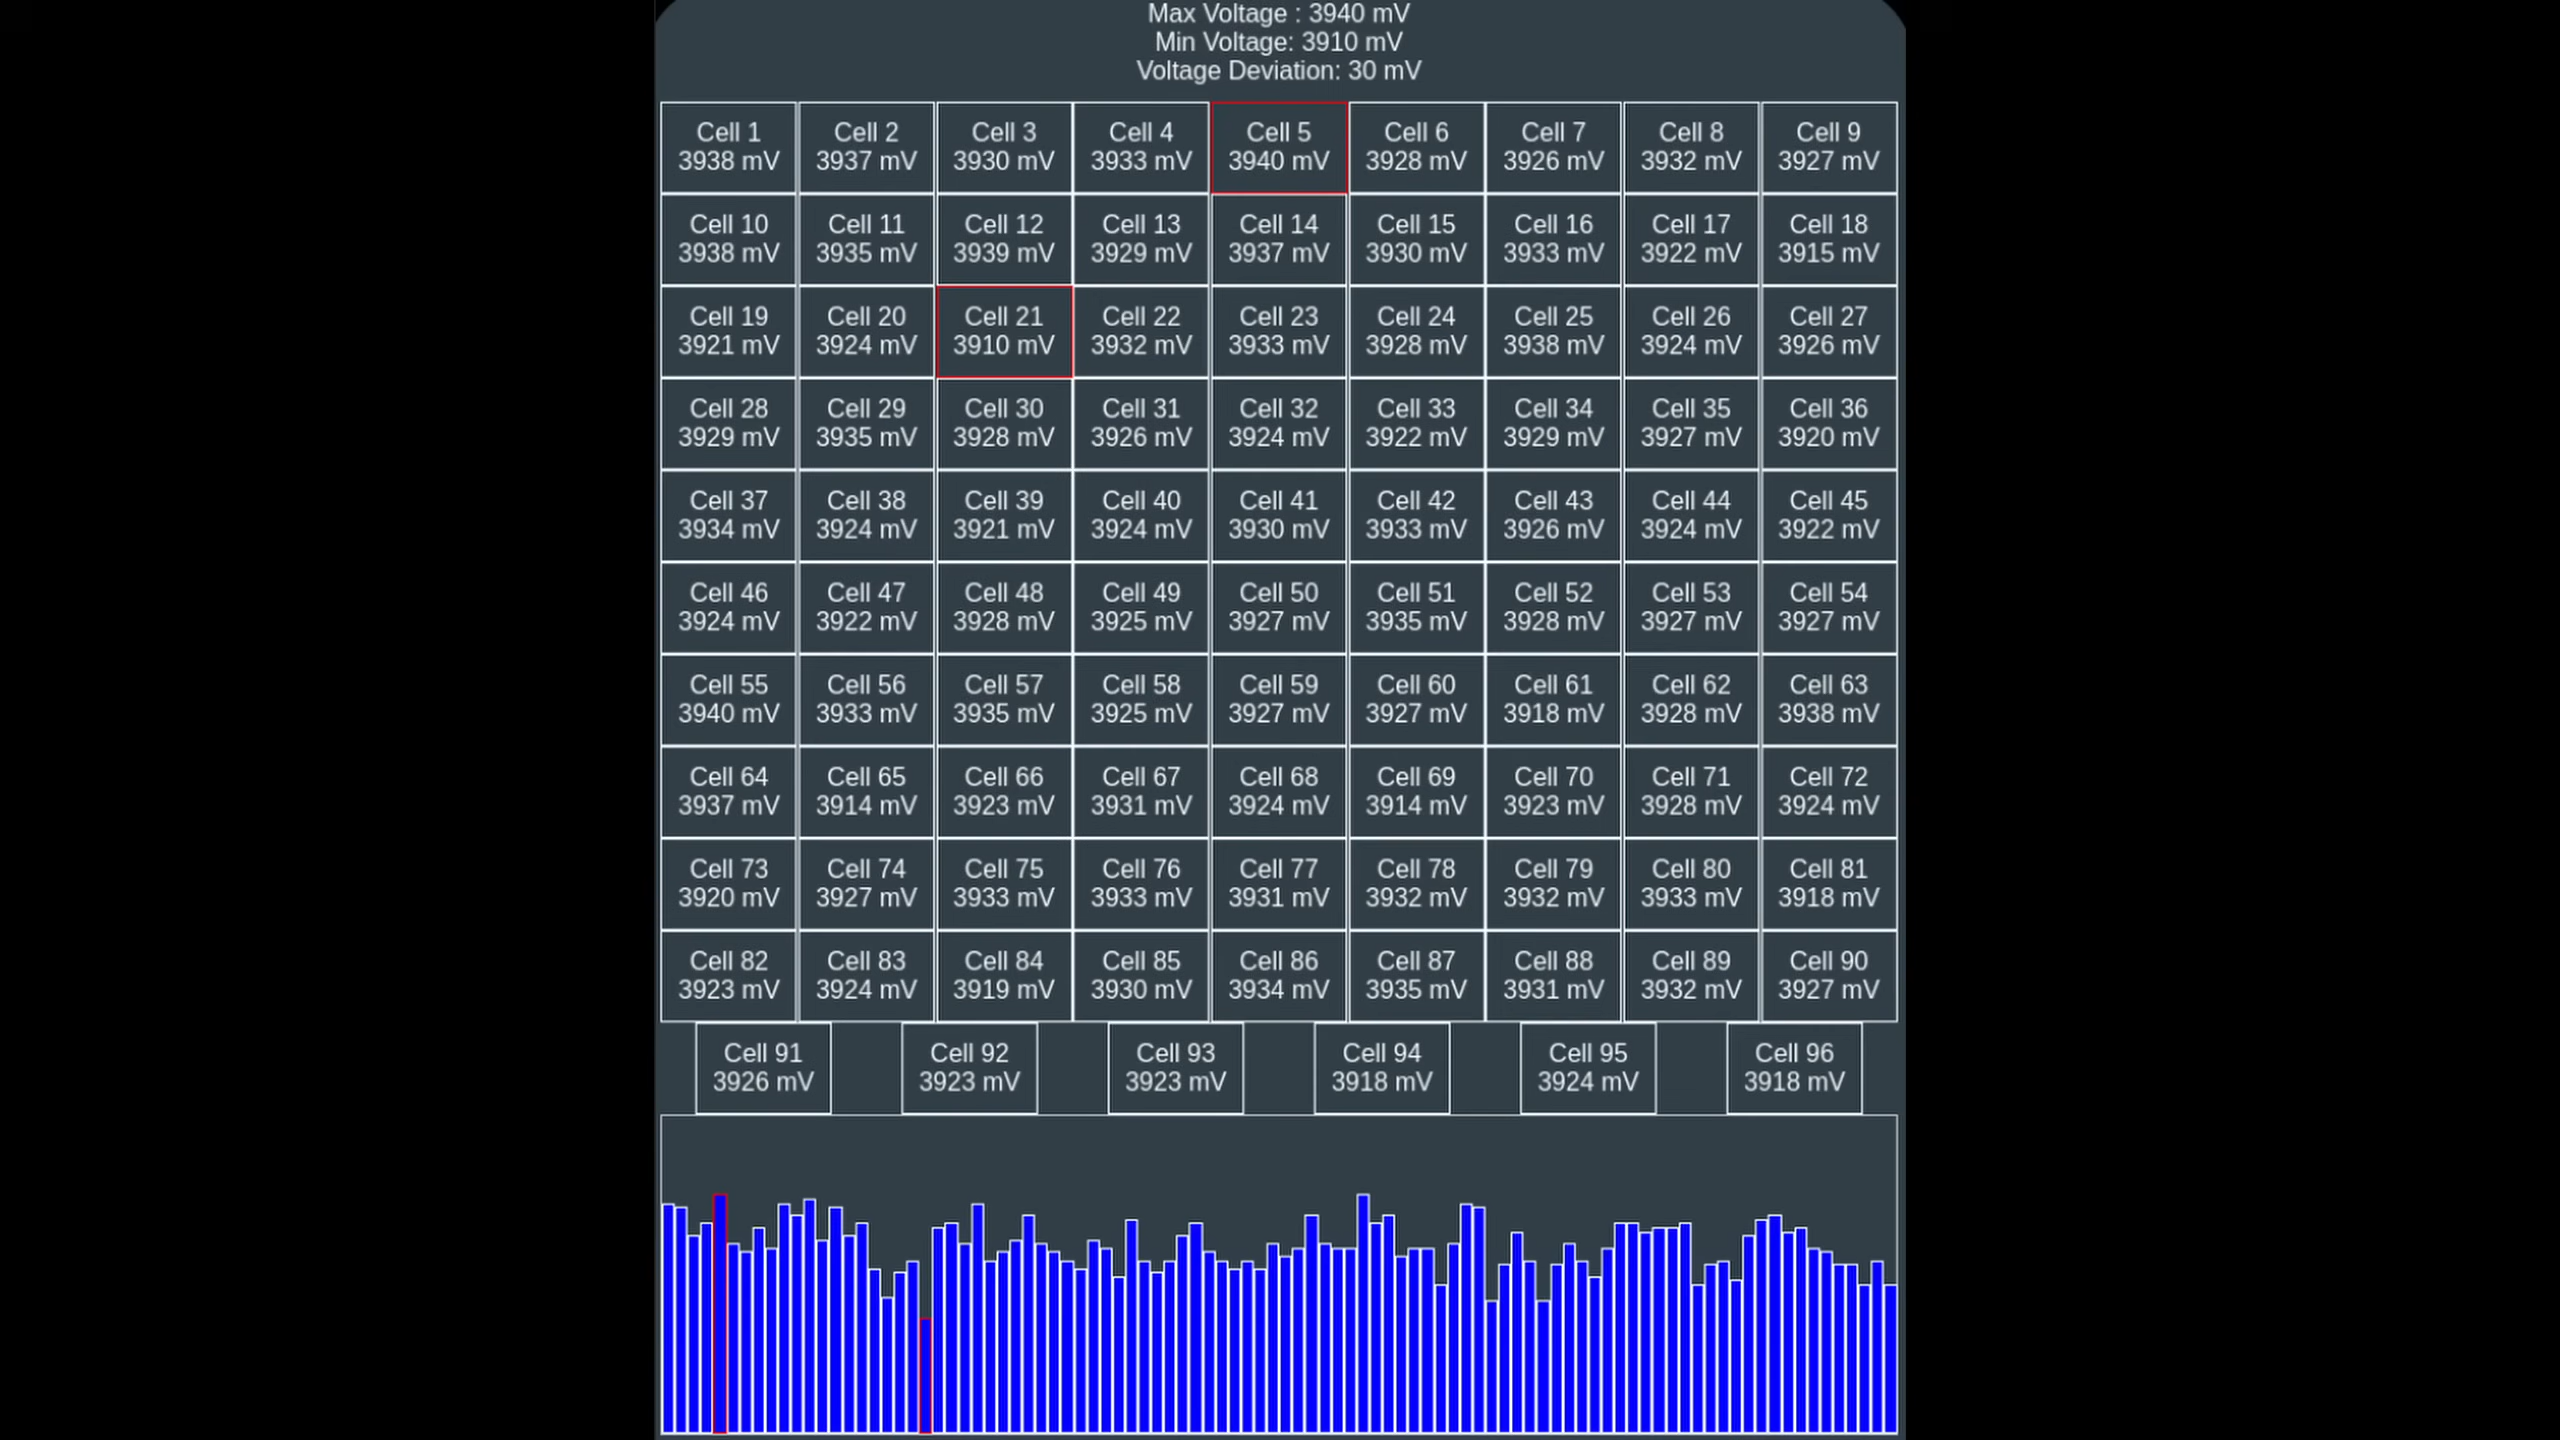 Max Voltage : 3940 mV
Min Voltage: 3910 mV
Voltage Deviation: 30 mV
Cell 1 Cell 2 Cell 3 Cell 4 Cell 5 Cell 6 Cell 7 Cell 8 Cell 9
3938 mV 3937 mV 3930 mV 3933 mV 3940 mV 3928 mV 3926 mV 3932 mV 3927 mV
Cell 10 Cell 11 Cell 12 Cell 13 Cell 14 Cell 15 Cell 16 Cell 17 Cell 18
3938 mV 3935 mV 3939 mV 3929 mV 3937 mV 3930 mV 3933 mV 3922 mV 3915 mV
Cell 19 Cell 20 Cell 21 Cell 22 Cell 23 Cell 24 Cell 25 Cell 26 Cell 27
3921 mV 3924 mV 3910 mV 3932 mV 3933 mV 3928 mV 3938 mV 3924 mV 3926 mV
Cell 28 Cell 29 Cell 30 Cell 31 Cell 32 Cell 33 Cell 34 Cell 35 Cell 36
3929 mV 3935 mV 3928 mV 3926 mV 3924 mV 3922 mV 3929 mV 3927 mV 3920 mV
Cell 37 Cell 38 Cell 39 Cell 40 Cell 41 Cell 42 Cell 43 Cell 44 Cell 45
3934 mV 3924 mV 3921 mV 3924 mV 3930 mV 3933 mV 3926 mV 3924 mV 3922 mV
Cell 46 Cell 47 Cell 48 Cell 49 Cell 50 Cell 51 Cell 52 Cell 53 Cell 54
3924 mV 3922 mV 3928 mV 3925 mV 3927 mV 3935 mV 3928 mV 3927 mV 3927 mV
Cell 55 Cell 56 Cell 57 Cell 58 Cell 59 Cell 60 Cell 61 Cell 62 Cell 63
3940 mV 3933 mV 3935 mV 3925 mV 3927 mV 3927 mV 3918 mV 3928 mV 3938 mV
Cell 64 Cell 65 Cell 66 Cell 67 Cell 68 Cell 69 Cell 70 Cell 71 Cell 72
3937 mV 3914 mV 3923 mV 3931 mV 3924 mV 3914 mV 3923 mV 3928 mV 3924 mV
Cell 73 Cell 74 Cell 75 Cell 76 Cell 77 Cell 78 Cell 79 Cell 80 Cell 81
3920 mV 3927 mV 3933 mV 3933 mV 3931 mV 3932 mV 3932 mV 3933 mV 3918 mV
Cell 82 Cell 83 Cell 84 Cell 85 Cell 86 Cell 87 Cell 88 Cell 89 Cell 90
3923 mV 3924 mV 3919 mV 3930 mV 3934 mV 3935 mV 3931 mV 3932 mV 3927 mV
Cell 91 Cell 92 Cell 93 Cell 94 Cell 95 Cell 96
3926 mV 3923 mV 3923 mV 3918 mV 3924 mV 3918 mV